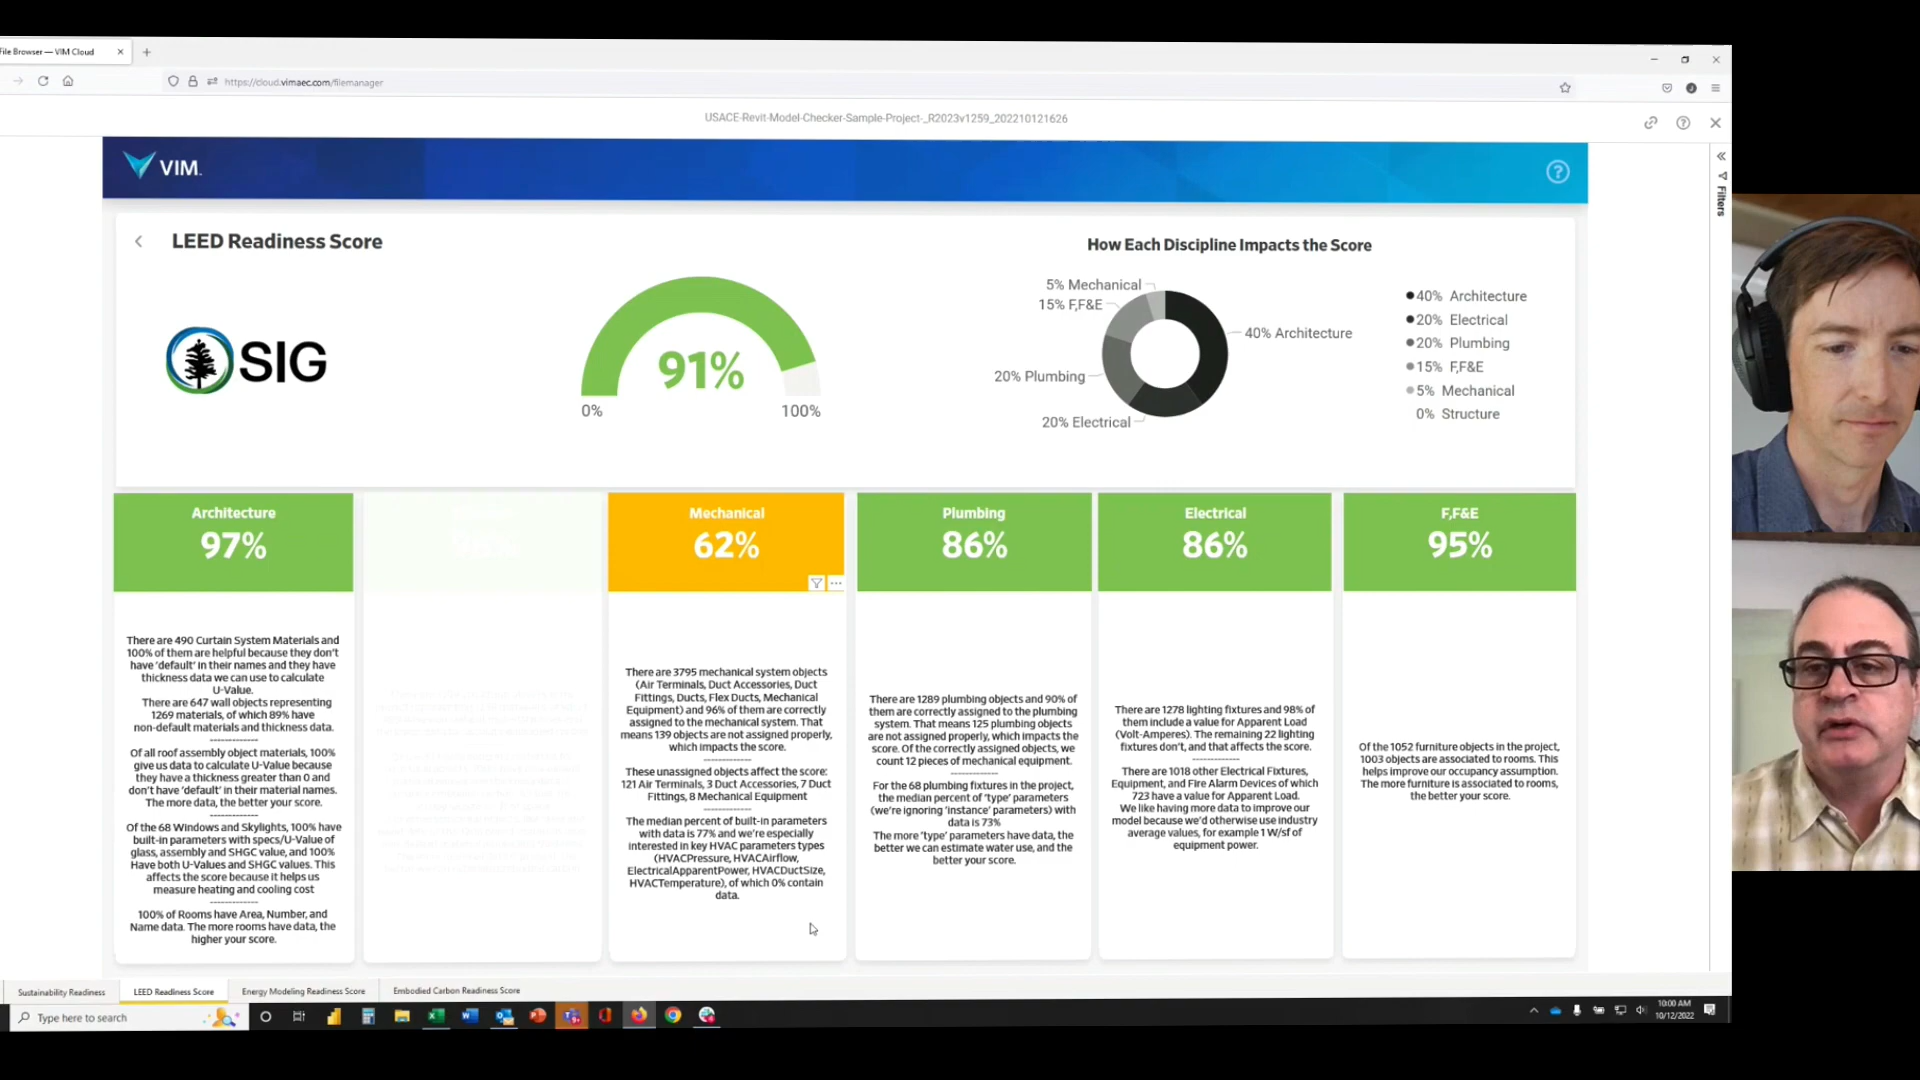 File Browser — VIM Cloud
https://cloud.vimaec.com/filemanager
USACE-Revit-Model-Checker-Sample-Project-_R2023v1259_202210121626
VIM.
Filters
LEED Readiness Score
How Each Discipline Impacts the Score
SIG
91%
0%
100%
5% Mechanical
15% F,F&E
40% Architecture
20% Plumbing
20% Electrical
40% Architecture
20% Electrical
20% Plumbing
15% F,F&E
5% Mechanical
0% Structure
Architecture
97%
There are 490 Curtain System Materials and
100% of them are helpful because they don't
have 'default' in their names and they have
thickness data we can use to calculate
U-Value.
There are 647 wall objects representing
1269 materials, of which 89% have
non-default materials and thickness data.
-------------
Of all roof assembly object materials, 100%
give us data to calculate U-Value because
they have a thickness greater than 0 and
don't have 'default' in their material names.
The more data, the better your score.
-------------
Of the 68 Windows and Skylights, 100% have
built-in parameters with specs/U-Value of
glass, assembly and SHGC value, and 100%
Have both U-Values and SHGC values. This
affects the score because it helps us
measure heating and cooling cost
-------------
100% of Rooms have Area, Number, and
Name data. The more rooms have data, the
higher your score.
Mechanical
62%
There are 3795 mechanical system objects
(Air Terminals, Duct Accessories, Duct
Fittings, Ducts, Flex Ducts, Mechanical
Equipment) and 96% of them are correctly
assigned to the mechanical system. That
means 139 objects are not assigned properly,
which impacts the score.
-------------
These unassigned objects affect the score:
121 Air Terminals, 3 Duct Accessories, 7 Duct
Fittings, 8 Mechanical Equipment
-------------
The median percent of built-in parameters
with data is 77% and we're especially
interested in key HVAC parameters types
(HVACPressure, HVACAirflow,
ElectricalApparentPower, HVACDuctSize,
HVACTemperature), of which 0% contain
data.
Plumbing
86%
There are 1289 plumbing objects and 90% of
them are correctly assigned to the plumbing
system. That means 125 plumbing objects
are not assigned properly, which impacts the
score. Of the correctly assigned objects, we
count 12 pieces of mechanical equipment.
-------------
For the 68 plumbing fixtures in the project,
the median percent of 'type' parameters
(we're ignoring 'instance' parameters) with
data is 73%
The more 'type' parameters have data, the
better we can estimate water use, and the
better your score.
Electrical
86%
There are 1278 lighting fixtures and 98% of
them include a value for Apparent Load
(Volt-Amperes). The remaining 22 lighting
fixtures don't, and that affects the score.
-------------
There are 1018 other Electrical Fixtures,
Equipment, and Fire Alarm Devices of which
723 have a value for Apparent Load.
We like having more data to improve our
model because we'd otherwise use industry
average values, for example 1 W/sf of
equipment power.
F,F&E
95%
Of the 1052 furniture objects in the project,
1003 objects are associated to rooms. This
helps improve our occupancy assumption.
The more furniture is associated to rooms,
the better your score.
Sustainability Readiness
LEED Readiness Score
Energy Modeling Readiness Score
Embodied Carbon Readiness Score
Type here to search
10:00 AM
10/12/2022